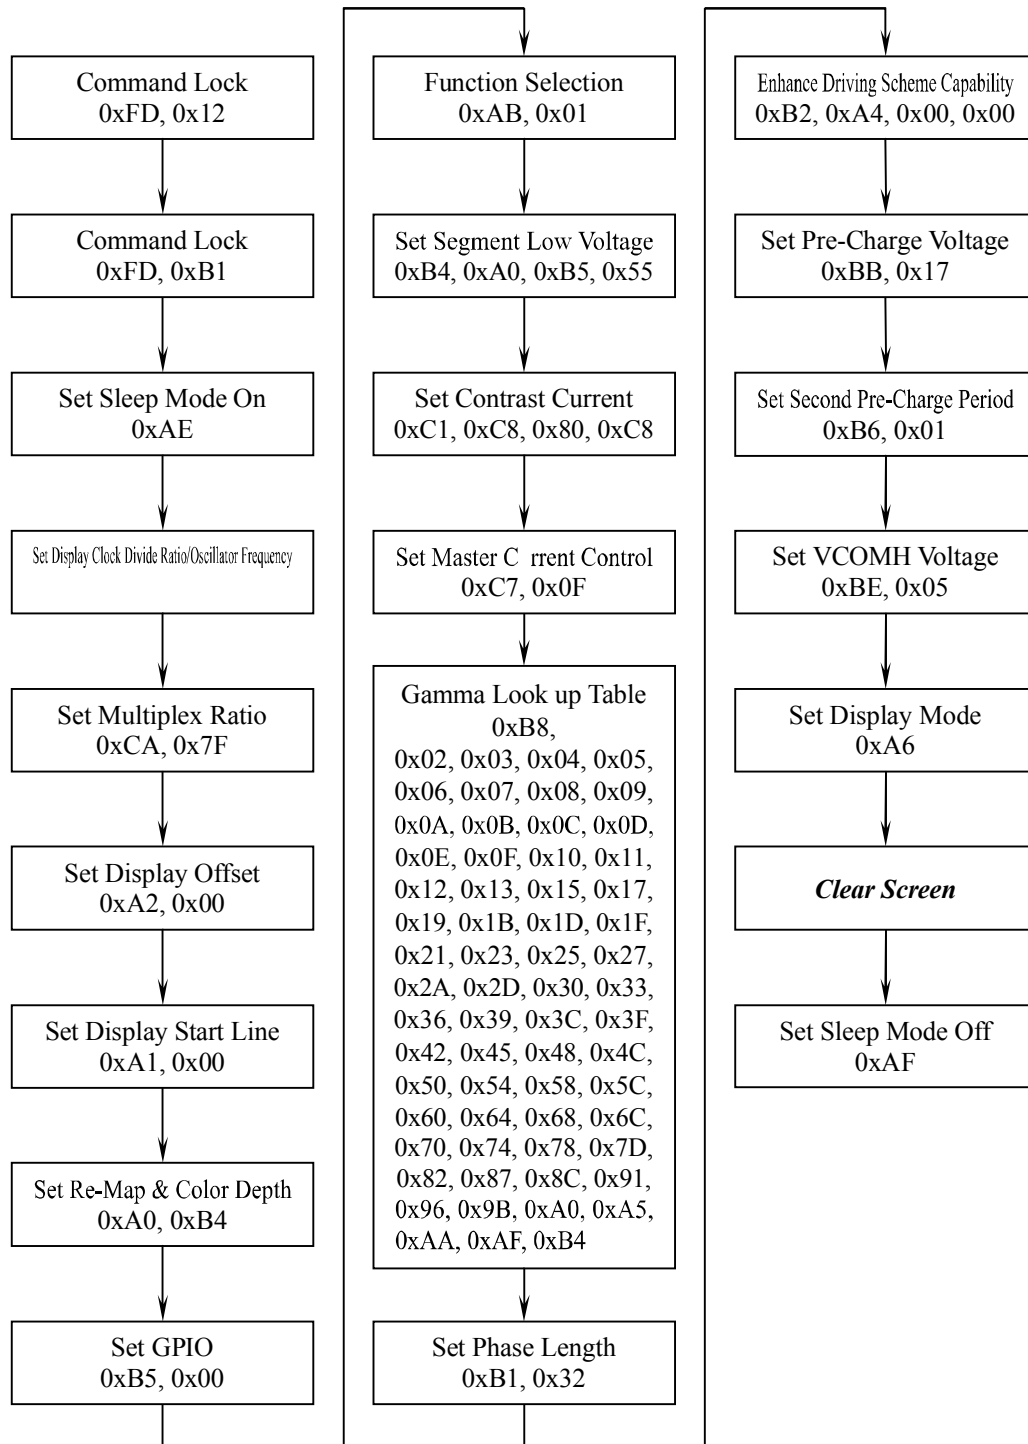 Command Lock
0xFD, 0x12
Command Lock
0xFD, 0xB1
Set Sleep Mode On
0xAE
Set Display Clock Divide Ratio/Oscillator Frequency
Set Multiplex Ratio
0xCA, 0x7F
Set Display Offset
0xA2, 0x00
Set Display Start Line
0xA1, 0x00
Set Re-Map & Color Depth
0xA0, 0xB4
Set GPIO
0xB5, 0x00
Function Selection
0xAB, 0x01
Set Segment Low Voltage
0xB4, 0xA0, 0xB5, 0x55
Set Contrast Current
0xC1, 0xC8, 0x80, 0xC8
Set Master C rrent Control
0xC7, 0x0F
Gamma Look up Table
0xB8,
0x02, 0x03, 0x04, 0x05,
0x06, 0x07, 0x08, 0x09,
0x0A, 0x0B, 0x0C, 0x0D,
0x0E, 0x0F, 0x10, 0x11,
0x12, 0x13, 0x15, 0x17,
0x19, 0x1B, 0x1D, 0x1F,
0x21, 0x23, 0x25, 0x27,
0x2A, 0x2D, 0x30, 0x33,
0x36, 0x39, 0x3C, 0x3F,
0x42, 0x45, 0x48, 0x4C,
0x50, 0x54, 0x58, 0x5C,
0x60, 0x64, 0x68, 0x6C,
0x70, 0x74, 0x78, 0x7D,
0x82, 0x87, 0x8C, 0x91,
0x96, 0x9B, 0xA0, 0xA5,
0xAA, 0xAF, 0xB4
Set Phase Length
0xB1, 0x32
Enhance Driving Scheme Capability
0xB2, 0xA4, 0x00, 0x00
Set Pre-Charge Voltage
0xBB, 0x17
Set Second Pre-Charge Period
0xB6, 0x01
Set VCOMH Voltage
0xBE, 0x05
Set Display Mode
0xA6
Clear Screen
Set Sleep Mode Off
0xAF